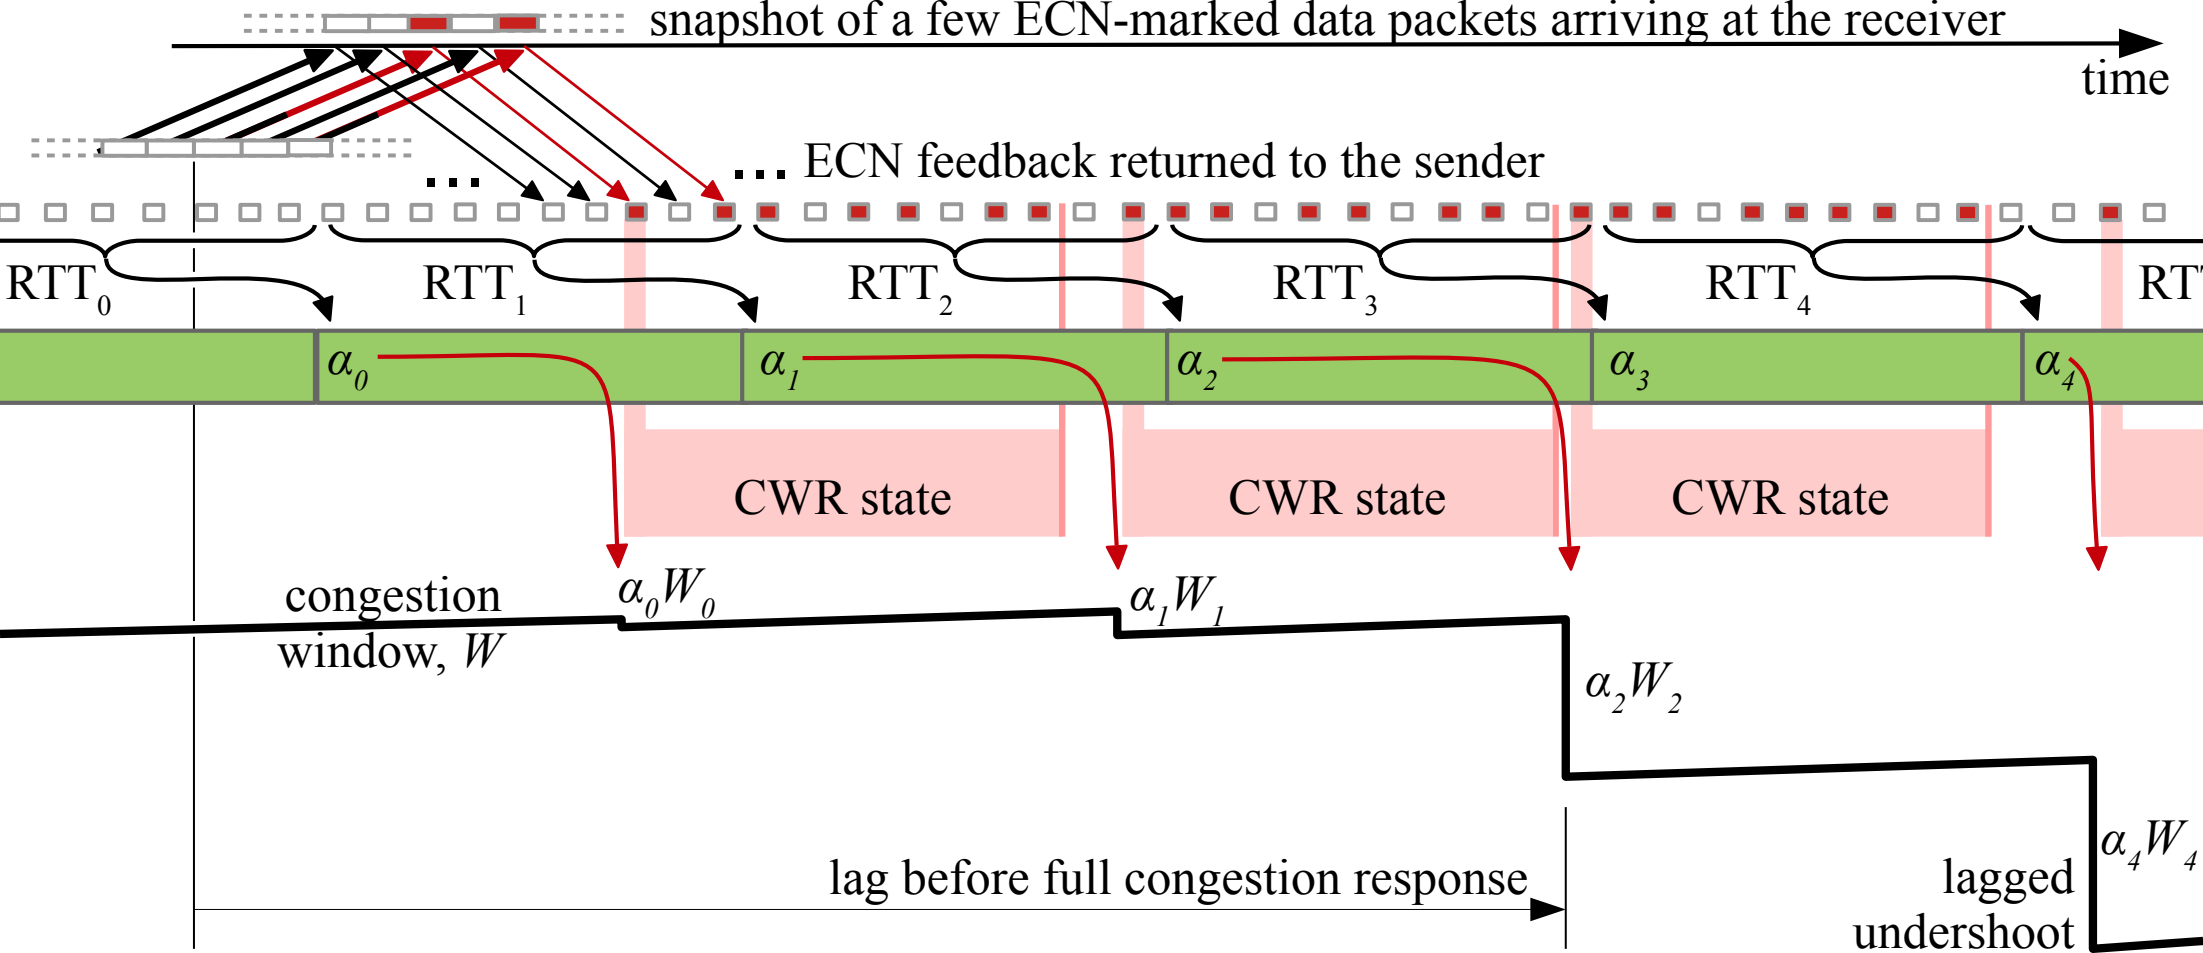 snapshot of a few ECN-marked data packets arriving at the receiver
time
... ... ECN feedback returned to the sender
RTT0 RTT1 RTT2 RTT3 RTT4 RT
α0 α1 α2 α3 α4
CWR state CWR state CWR state
congestion
window, W
α0W0 α1W1
α2W2
α4W4
lag before full congestion response
lagged
undershoot